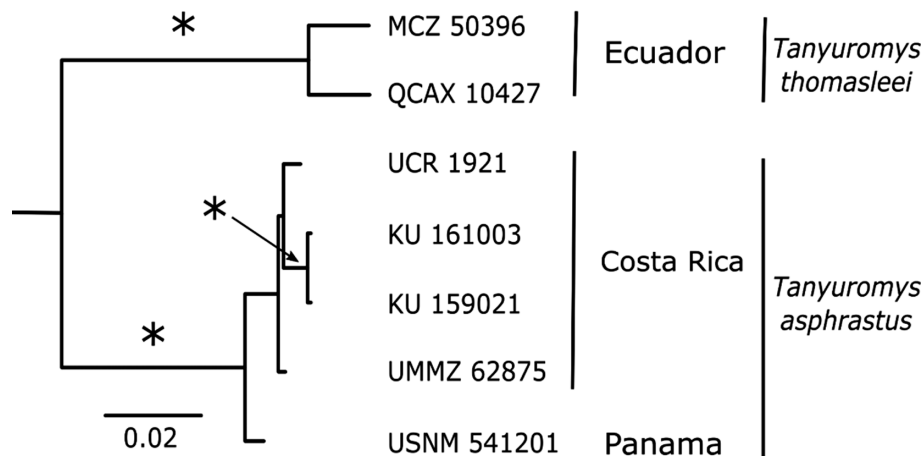 *
MCZ 50396
QCAX 10427
Ecuador
Tanyuromys
thomasleei
UCR 1921
*
KU 161003
KU 159021
UMMZ 62875
Costa Rica
Tanyuromys
asphrastus
*
0.02
USNM 541201
Panama